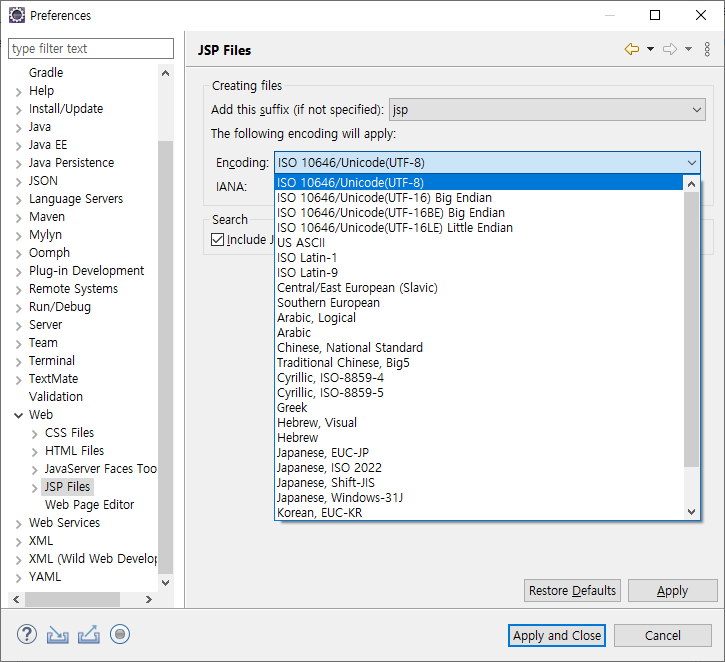 Preferences
type filter text
Gradle
Help
Install/Update
Java
Java EE
Java Persistence
JSON
Language Servers
Maven
Mylyn
Oomph
Plug-in Development
Remote Systems
Run/Debug
Server
Team
Terminal
TextMate
Validation
Web
CSS Files
HTML Files
JavaServer Faces Too
JSP Files
Web Page Editor
Web Services
XML
XML (Wild Web Develop
YAML
JSP Files
Creating files
Add this suffix (if not specified): jsp
The following encoding will apply:
Encoding: ISO 10646/Unicode(UTF-8)
IANA:
Search
Include J
ISO 10646/Unicode(UTF-8)
ISO 10646/Unicode(UTF-16) Big Endian
ISO 10646/Unicode(UTF-16BE) Big Endian
ISO 10646/Unicode(UTF-16LE) Little Endian
US ASCII
ISO Latin-1
ISO Latin-9
Central/East European (Slavic)
Southern European
Arabic, Logical
Arabic
Chinese, National Standard
Traditional Chinese, Big5
Cyrillic, ISO-8859-4
Cyrillic, ISO-8859-5
Greek
Hebrew, Visual
Hebrew
Japanese, EUC-JP
Japanese, ISO 2022
Japanese, Shift-JIS
Japanese, Windows-31J
Korean, EUC-KR
Restore Defaults
Apply
Apply and Close
Cancel